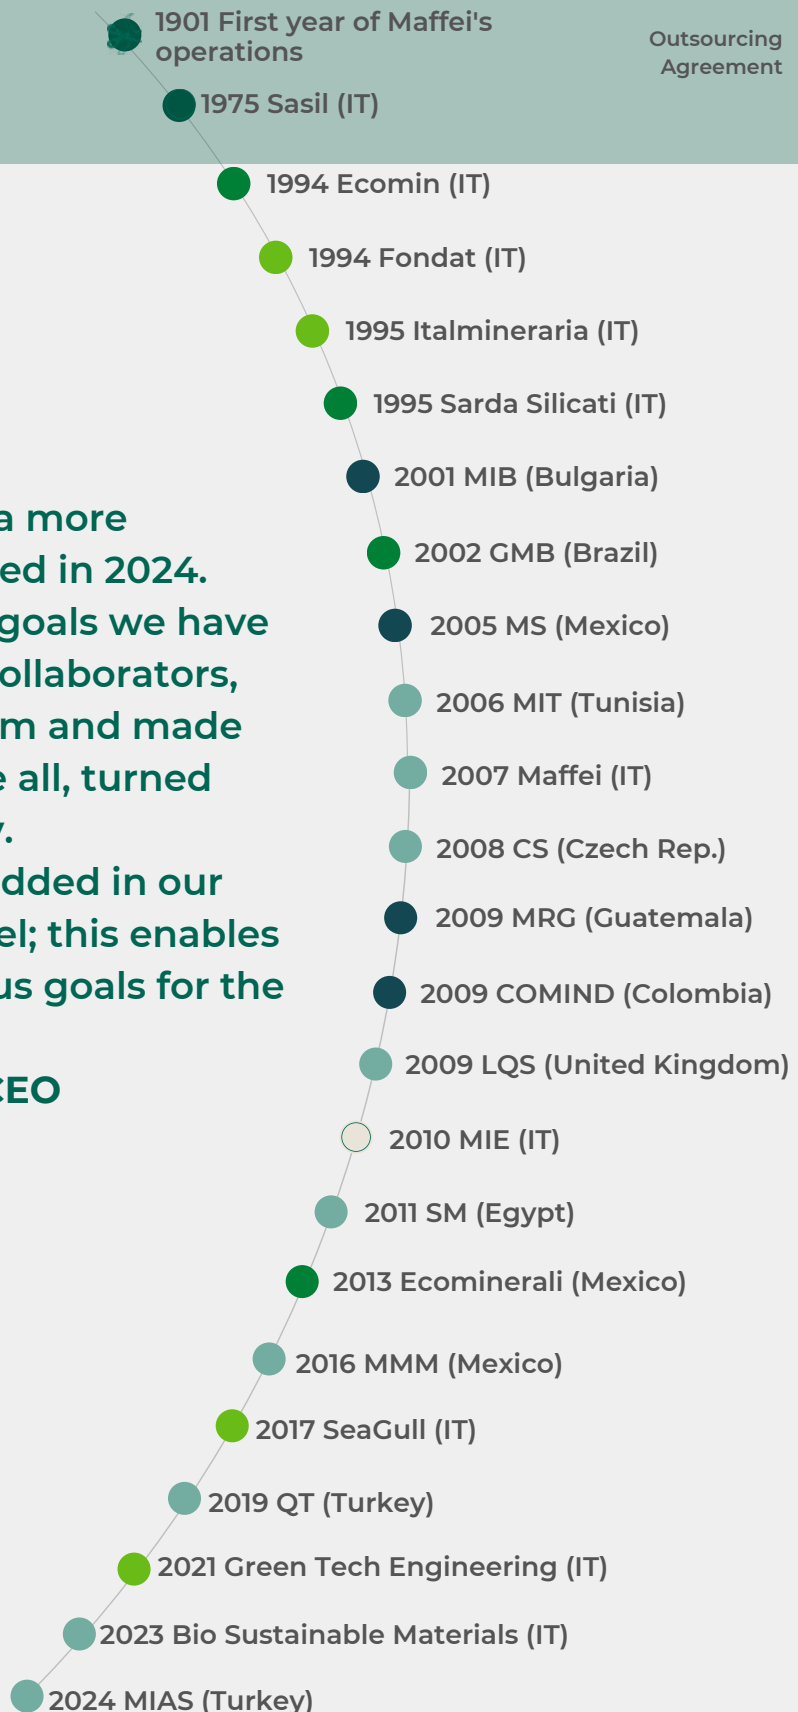 1901 First year of Maffei's
operations
Outsourcing
Agreement
1975 Sasil (IT)
1994 Ecomin (IT)
1994 Fondat (IT)
1995 Italmineraria (IT)
1995 Sarda Silicati (IT)
2001 MIB (Bulgaria)
2002 GMB (Brazil)
2005 MS (Mexico)
2006 MIT (Tunisia)
2007 Maffei (IT)
2008 CS (Czech Rep.)
2009 MRG (Guatemala)
2009 COMIND (Colombia)
2009 LQS (United Kingdom)
2010 MIE (IT)
2011 SM (Egypt)
2013 Ecominerali (Mexico)
2016 MMM (Mexico)
2017 SeaGull (IT)
2019 QT (Turkey)
2021 Green Tech Engineering (IT)
2023 Bio Sustainable Materials (IT)
2024 MIAS (Turkey)
a more
ed in 2024.
goals we have
ollaborators,
m and made
e all, turned
y.
dded in our
el; this enables
us goals for the
CEO